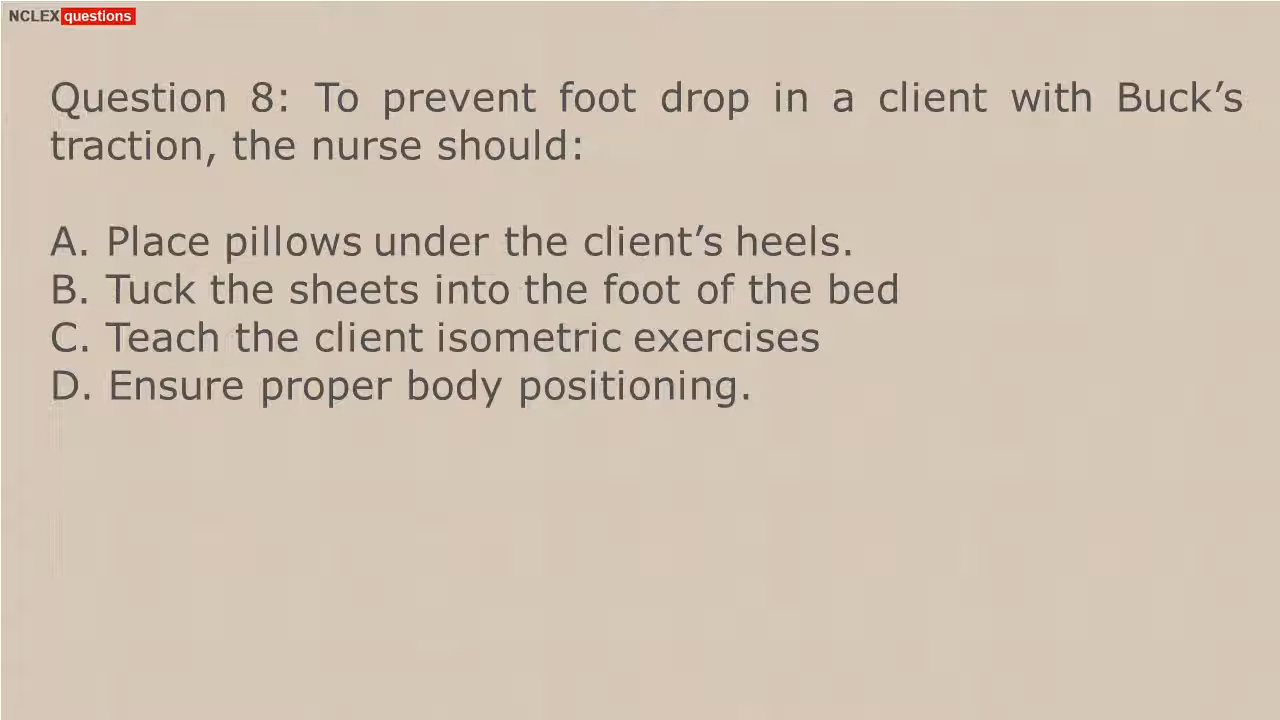 NCLEX questions
Question 8: To prevent foot drop in a client with Buck’s
traction, the nurse should:
A. Place pillows under the client’s heels.
B. Tuck the sheets into the foot of the bed
C. Teach the client isometric exercises
D. Ensure proper body positioning.